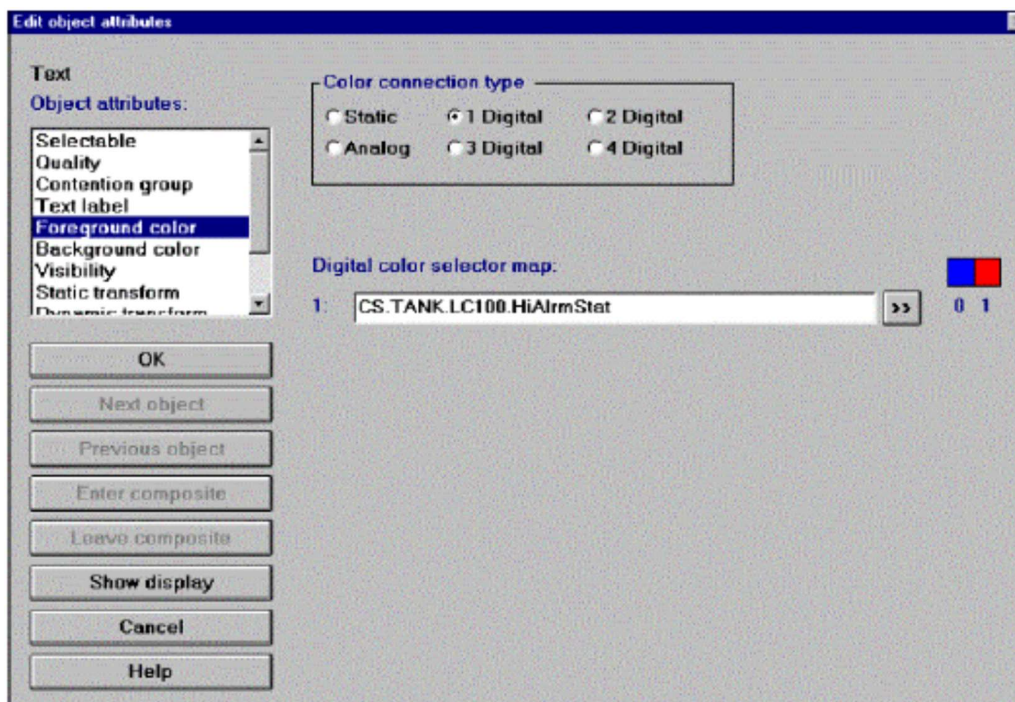 Edit object attributes
Text
Object attributes:
Selectable
Quality
Contention group
Text label
Foreground color
Background color
Visibility
Static transform
Dynamic transform
OK
Next object
Previous object
Enter composite
Leave composite
Show display
Cancel
Help
Color connection type
Static 1 Digital 2 Digital
Analog 3 Digital 4 Digital
Digital color selector map:
1: CS.TANK.LC100.HiAlrmStat >> 0 1